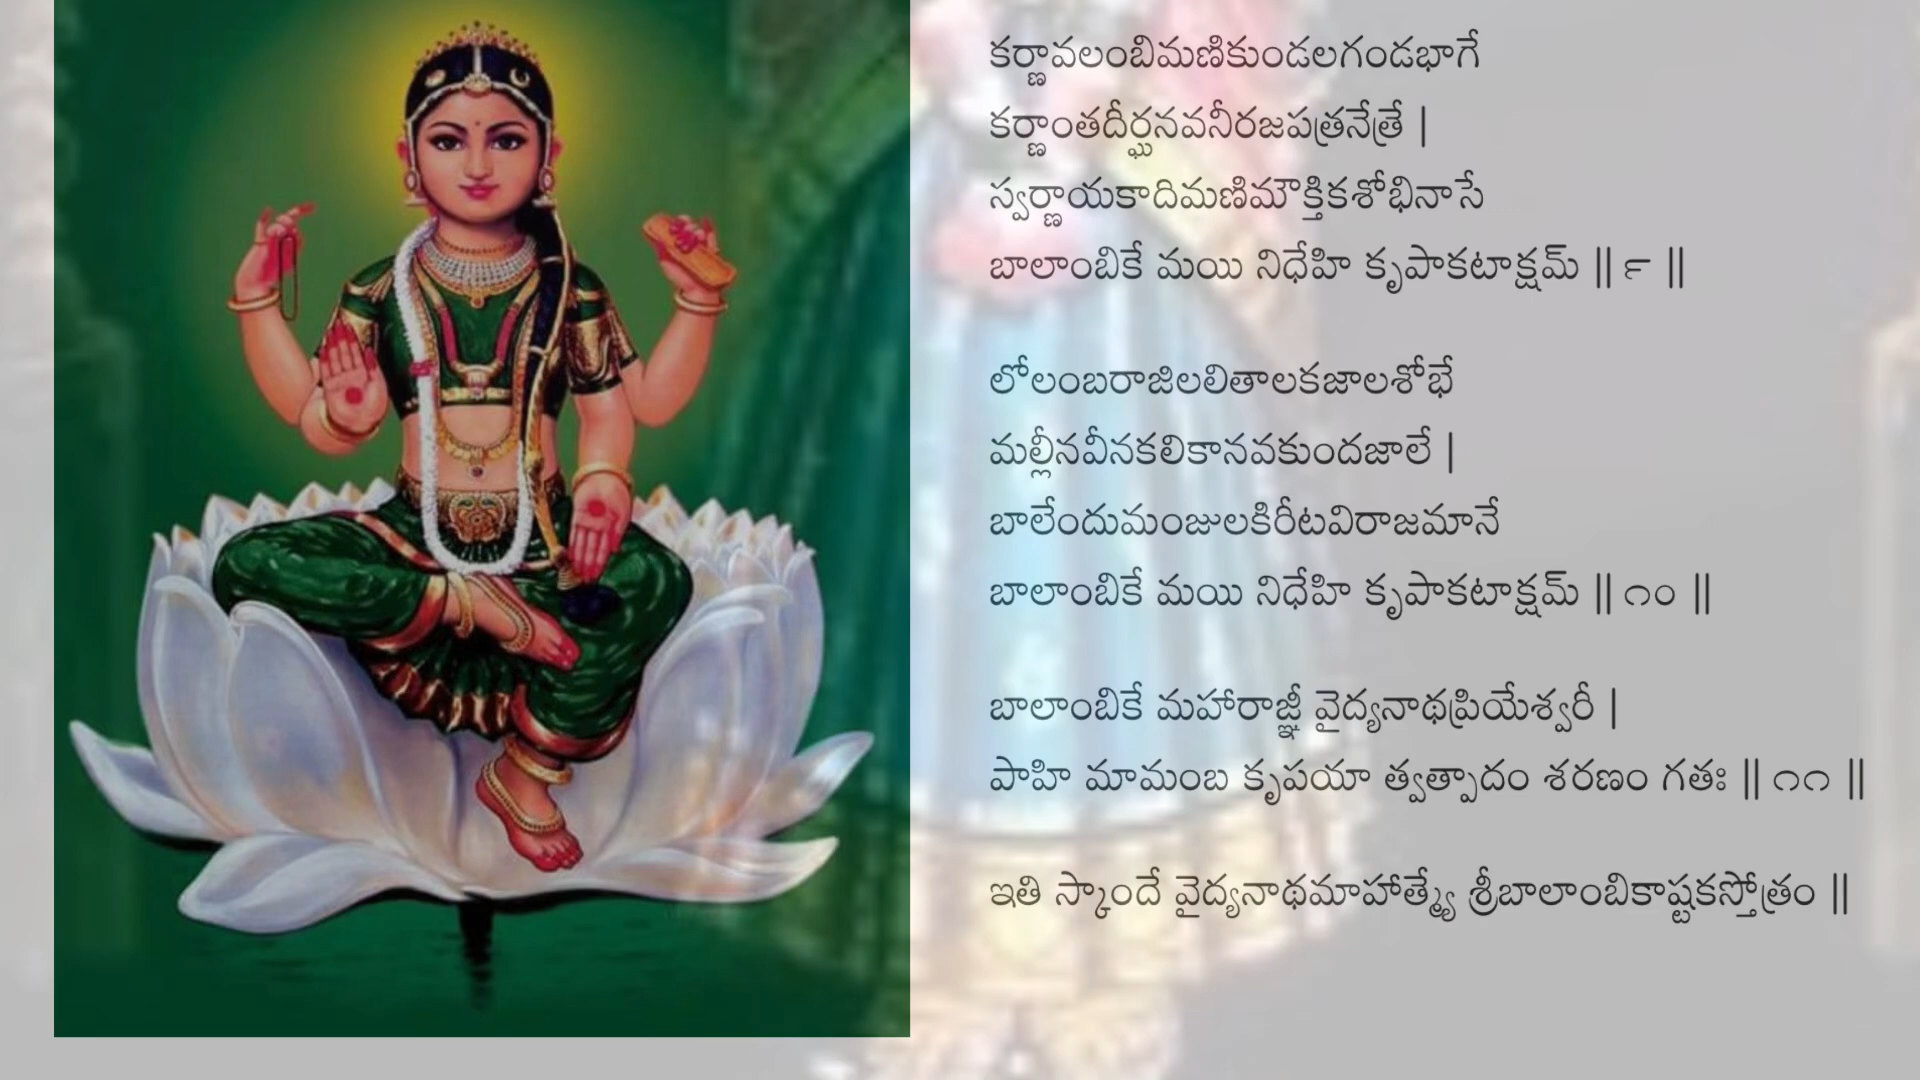 కర్ణావలంబిమణికుండలగండభాగే
కర్ణాంతదీర్ఘనవనీరజపత్రనేత్రే |
స్వర్ణాయకాదిమణిమౌక్తికశోభినాసే
బాలాంబికే మయి నిధేహి కృపాకటాక్షమ్ || ౯ ||
లోలంబరాజిలలితాలకజాలశోభే
మల్లీనవీనకలికానవకుందజాలే |
బాలేందుమంజులకిరీటవిరాజమానే
బాలాంబికే మయి నిధేహి కృపాకటాక్షమ్ || ౧౦ ||
బాలాంబికే మహారాజ్ఞీ వైద్యనాథప్రియేశ్వరీ |
పాహి మామంబ కృపయా త్వత్పాదం శరణం గతః || ౧౧ ||
ఇతి స్కాందే వైద్యనాథమాహాత్మ్యే శ్రీబాలాంబికాష్టకస్తోత్రం ||